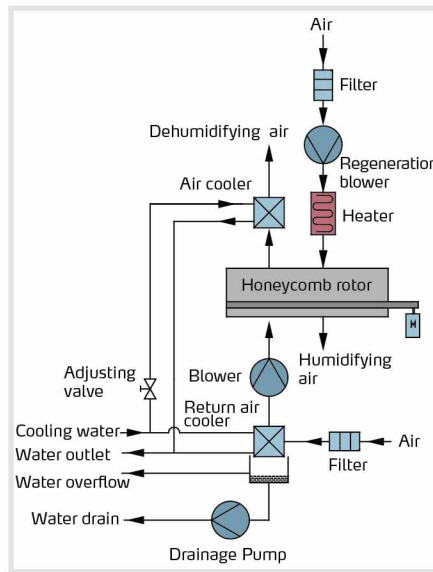 Air
Filter
Dehumidifying air
Regeneration
blower
Air cooler
Heater
Honeycomb rotor
M
Humidifying
air
Blower
Adjusting
valve
Return air
cooler
Cooling water
Air
Water outlet
Filter
Water overflow
Water drain
Drainage Pump